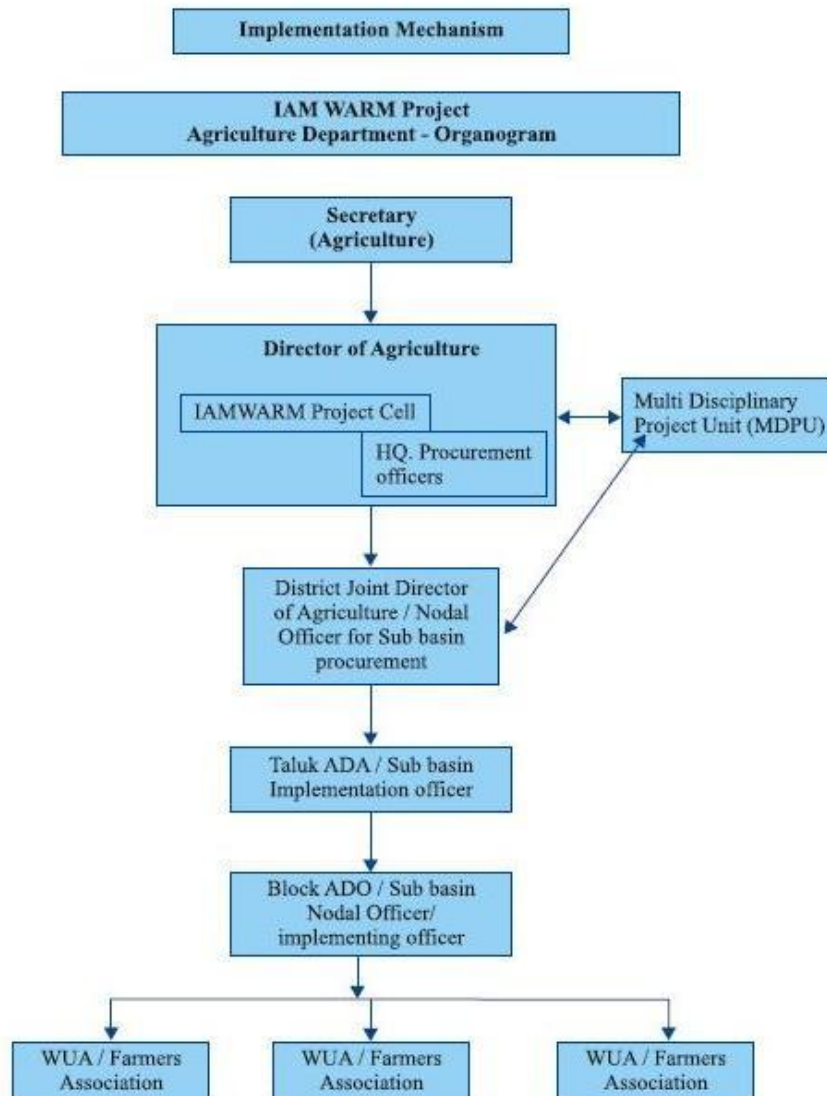 Implementation Mechanism
IAM WARM Project
Agriculture Department - Organogram
Secretary
(Agriculture)
Director of Agriculture
IAMWARM Project Cell
HQ. Procurement
officers
Multi Disciplinary
Project Unit (MDPU)
District Joint Director
of Agriculture / Nodal
Officer for Sub basin
procurement
Taluk ADA / Sub basin
Implementation officer
Block ADO / Sub basin
Nodal Officer/
implementing officer
WUA / Farmers
Association
WUA / Farmers
Association
WUA / Farmers
Association